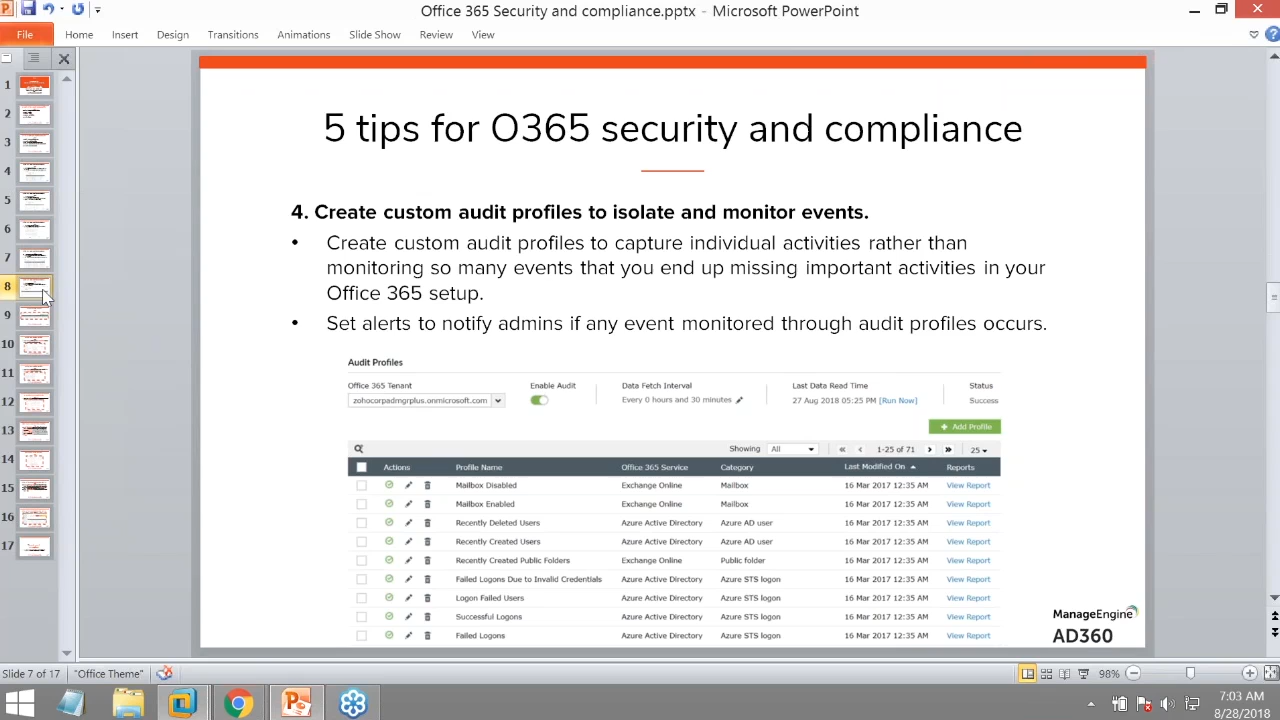 Office 365 Security and compliance.pptx - Microsoft PowerPoint
File Home Insert Design Transitions Animations Slide Show Review View
5 tips for O365 security and compliance
4. Create custom audit profiles to isolate and monitor events.
• Create custom audit profiles to capture individual activities rather than
monitoring so many events that you end up missing important activities in your
Office 365 setup.
• Set alerts to notify admins if any event monitored through audit profiles occurs.
Audit Profiles
Office 365 Tenant Enable Audit Data Fetch Interval Last Data Read Time Status
zohocorpadmgrplus.onmicrosoft.com Every 0 hours and 30 minutes 27 Aug 2018 05:25 PM [Run Now] Success
+ Add Profile
Showing All 1-25 of 71 25
Actions Profile Name Office 365 Service Category Last Modified On Reports
Mailbox Disabled Exchange Online Mailbox 16 Mar 2017 12:35 AM View Report
Mailbox Enabled Exchange Online Mailbox 16 Mar 2017 12:35 AM View Report
Recently Deleted Users Azure Active Directory Azure AD user 16 Mar 2017 12:35 AM View Report
Recently Created Users Azure Active Directory Azure AD user 16 Mar 2017 12:35 AM View Report
Recently Created Public Folders Exchange Online Public folder 16 Mar 2017 12:35 AM View Report
Failed Logons Due to Invalid Credentials Azure Active Directory Azure STS logon 16 Mar 2017 12:35 AM View Report
Logon Failed Users Azure Active Directory Azure STS logon 16 Mar 2017 12:35 AM View Report
Successful Logons Azure Active Directory Azure STS logon 16 Mar 2017 12:35 AM View Report
Failed Logons Azure Active Directory Azure STS logon 16 Mar 2017 12:35 AM View Report
ManageEngine
AD360
1
2
3
4
6
8
9
10
11
12
13
14
15
16
17
Slide 7 of 17 "Office Theme" 98%
7:03 AM
8/28/2018